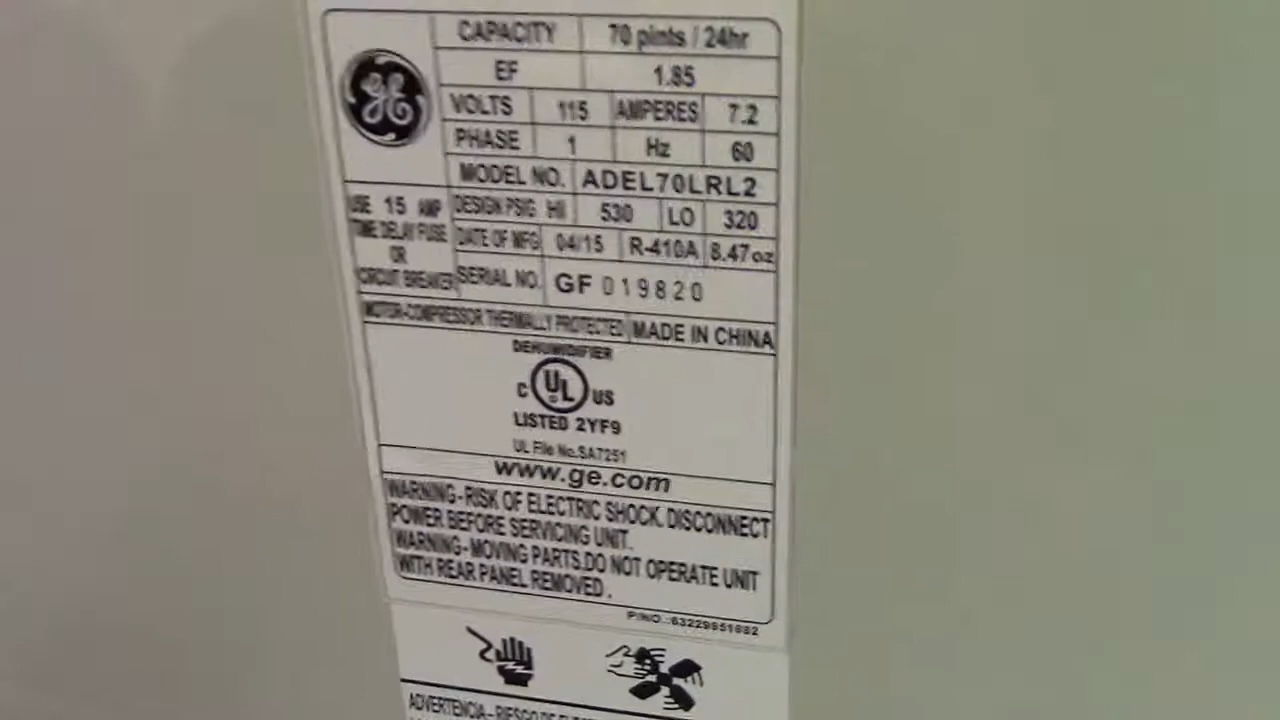 CAPACITY 70 pints / 24hr
GE
EF 1.85
VOLTS 115 AMPERES 7.2
PHASE 1 Hz 60
MODEL NO. ADEL70LRL2
USE 15 AMP
TIME DELAY FUSE
OR
CIRCUIT BREAKER
DESIGN PSIG HI 530 LO 320
DATE OF MFG 04/15 R-410A 8.47oz
SERIAL NO. GF 019820
MOTOR-COMPRESSOR THERMALLY PROTECTED MADE IN CHINA
DEHUMIDIFIER
C UL US
LISTED 2YF9
UL File No.SA7251
www.ge.com
WARNING-RISK OF ELECTRIC SHOCK. DISCONNECT
POWER BEFORE SERVICING UNIT.
WARNING-MOVING PARTS.DO NOT OPERATE UNIT
WITH REAR PANEL REMOVED.
P/NO.:
ADVERTENCIA-RIESGO DE